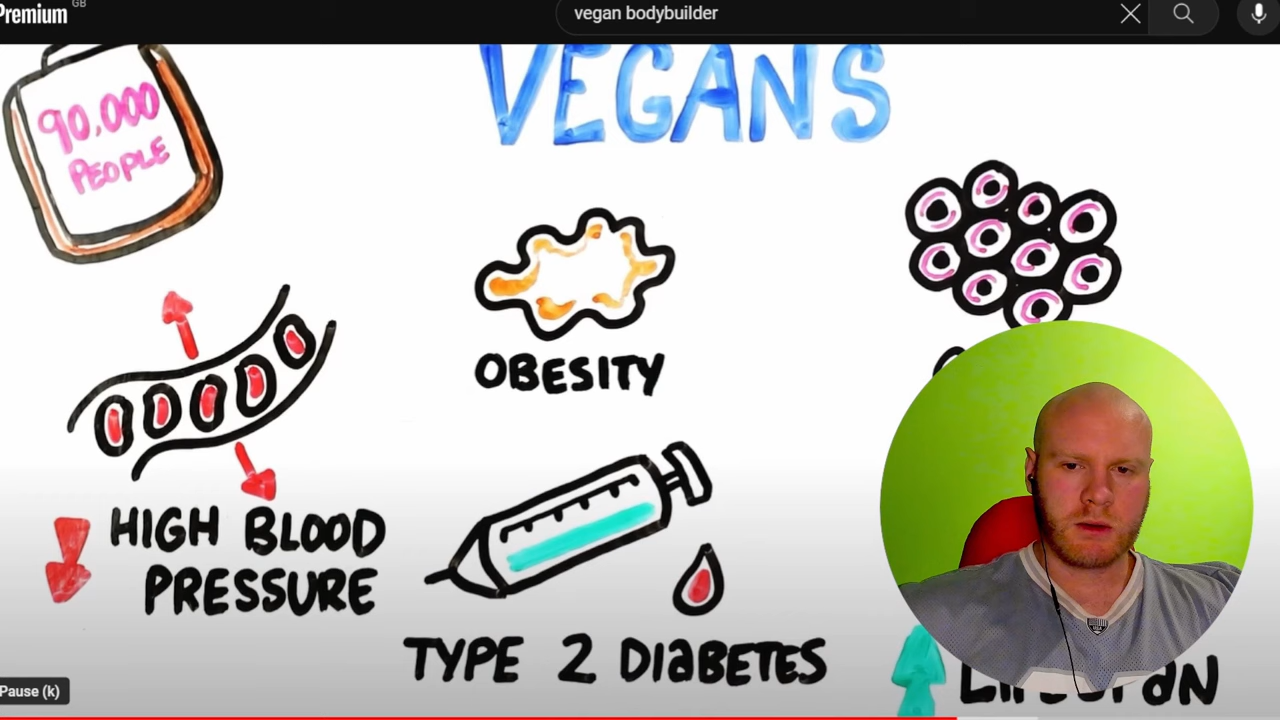 Premium GB
vegan bodybuilder
VEGANS
90,000
PEOPLE
OBESITY
HIGH BLOOD
PRESSURE
TYPE 2 DIaBETES
Pause (k)